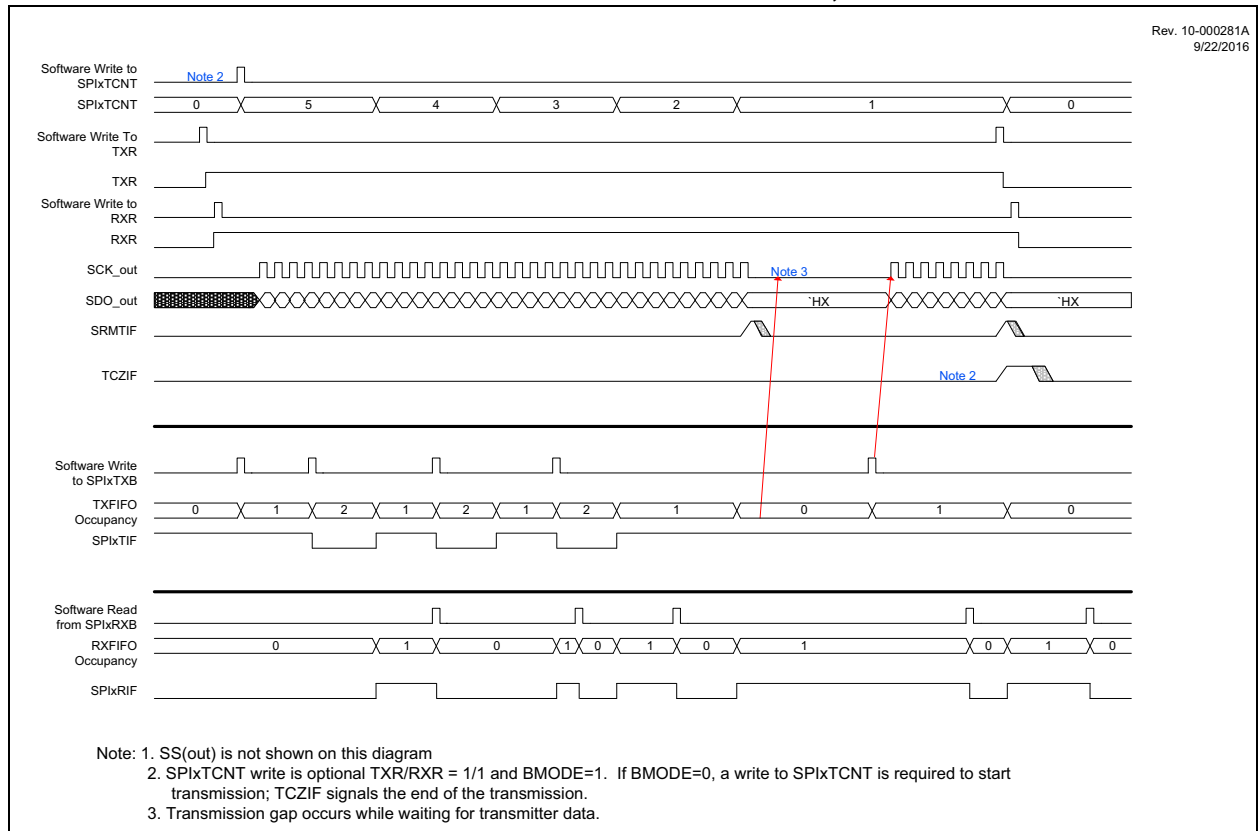 Rev. 10-000281A
9/22/2016
Software Write to
SPIxTCNT
Note 2
SPIxTCNT
0 5 4 3 2 1 0
Software Write To
TXR
TXR
Software Write to
RXR
RXR
SCK_out
Note 3
SDO_out
`HX `HX
SRMTIF
TCZIF
Note 2
Software Write
to SPIxTXB
TXFIFO
Occupancy
0 1 2 1 2 1 2 1 0 1 0
SPIxTIF
Software Read
from SPIxRXB
RXFIFO
Occupancy
0 1 0 1 0 1 0 1 0 1 0
SPIxRIF
Note: 1. SS(out) is not shown on this diagram
2. SPIxTCNT write is optional TXR/RXR = 1/1 and BMODE=1. If BMODE=0, a write to SPIxTCNT is required to start
transmission; TCZIF signals the end of the transmission.
3. Transmission gap occurs while waiting for transmitter data.